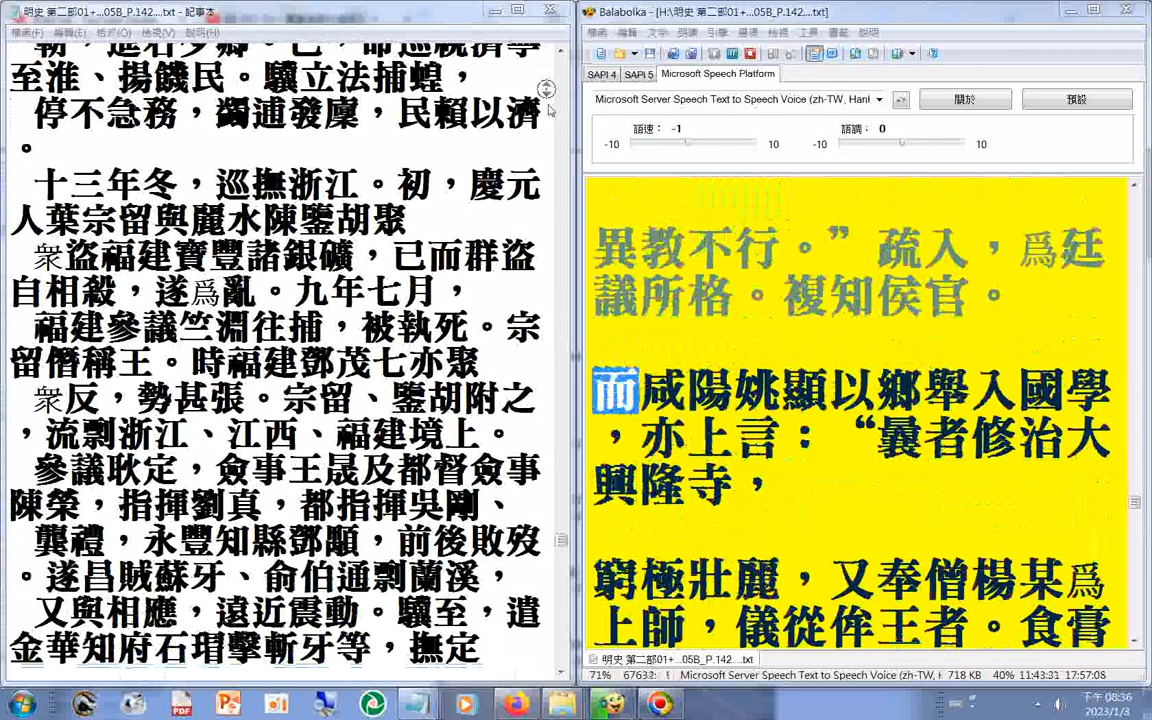 明史 第二部01+...05B_P.142....txt - 記事本
檔案(F) 編輯(E) 格式(O) 檢視(V) 說明(H)
至淮、揚饑民。驥立法捕蝗，
停不急務，蠲逋發廩，民賴以濟
。
十三年冬，巡撫浙江。初，慶元
人葉宗留與麗水陳鑒胡聚
衆盜福建寶豐諸銀礦，已而群盜
自相殺，遂爲亂。九年七月，
福建參議竺淵往捕，被執死。宗
留僭稱王。時福建鄧茂七亦聚
衆反，勢甚張。宗留、鑒胡附之
，流剽浙江、江西、福建境上。
參議耿定，僉事王晟及都督僉事
陳榮，指揮劉真，都指揮吳剛、
龔禮，永豐知縣鄧顒，前後敗歿
。遂昌賊蘇牙、俞伯通剽蘭溪，
又與相應，遠近震動。驥至，遣
金華知府石瑁擊斬牙等，撫定
Balabolka - [H:\明史 第二部01+...05B_P.142....txt]
SAPI 4 SAPI 5 Microsoft Speech Platform
Microsoft Server Speech Text to Speech Voice (zh-TW, Hanl 關於 預設
語速： -1 語調： 0
-10 10 -10 10
異教不行。”疏入，爲廷
議所格。複知侯官。
而咸陽姚顯以鄉舉入國學
，亦上言：“曩者修治大
興隆寺，
窮極壯麗，又奉僧楊某爲
上師，儀從侔王者。食膏
明史 第二部01+...05B_P.142....txt
71% Microsoft Server Speech Text to Speech Voice (zh-TW, H 718 KB 40% 11:43:31 17:57:08
下午 08:36
2023/1/3